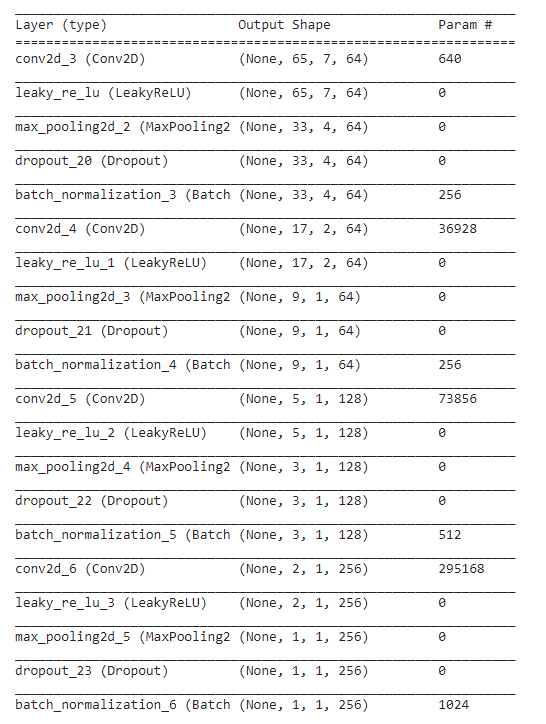 Layer (type) Output Shape Param #
conv2d_3 (Conv2D) (None, 65, 7, 64) 640
leaky_re_lu (LeakyReLU) (None, 65, 7, 64) 0
max_pooling2d_2 (MaxPooling2 (None, 33, 4, 64) 0
dropout_20 (Dropout) (None, 33, 4, 64) 0
batch_normalization_3 (Batch (None, 33, 4, 64) 256
conv2d_4 (Conv2D) (None, 17, 2, 64) 36928
leaky_re_lu_1 (LeakyReLU) (None, 17, 2, 64) 0
max_pooling2d_3 (MaxPooling2 (None, 9, 1, 64) 0
dropout_21 (Dropout) (None, 9, 1, 64) 0
batch_normalization_4 (Batch (None, 9, 1, 64) 256
conv2d_5 (Conv2D) (None, 5, 1, 128) 73856
leaky_re_lu_2 (LeakyReLU) (None, 5, 1, 128) 0
max_pooling2d_4 (MaxPooling2 (None, 3, 1, 128) 0
dropout_22 (Dropout) (None, 3, 1, 128) 0
batch_normalization_5 (Batch (None, 3, 1, 128) 512
conv2d_6 (Conv2D) (None, 2, 1, 256) 295168
leaky_re_lu_3 (LeakyReLU) (None, 2, 1, 256) 0
max_pooling2d_5 (MaxPooling2 (None, 1, 1, 256) 0
dropout_23 (Dropout) (None, 1, 1, 256) 0
batch_normalization_6 (Batch (None, 1, 1, 256) 1024